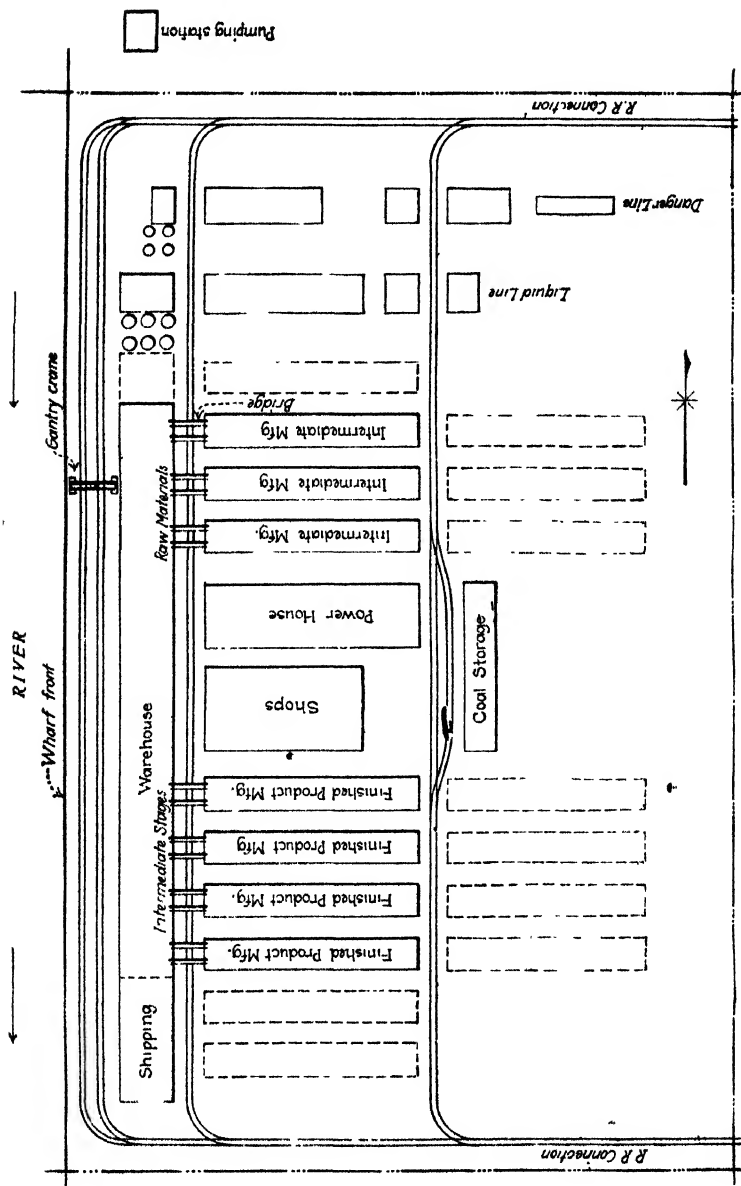 Pumping station
R.R Connection
Danger Line
Liquid Line
Gantry crane
Bridge
Raw Materials
Intermediate Mfg
Intermediate Mfg
Intermediate Mfg.
RIVER
Power House
Coal Storage
Shops
Wharf front
Warehouse
Intermediate Stages
Finished Product Mfg.
Finished Product Mfg
Finished Product Mfg.
Finished Product Mfg.
Shipping
R R Connection